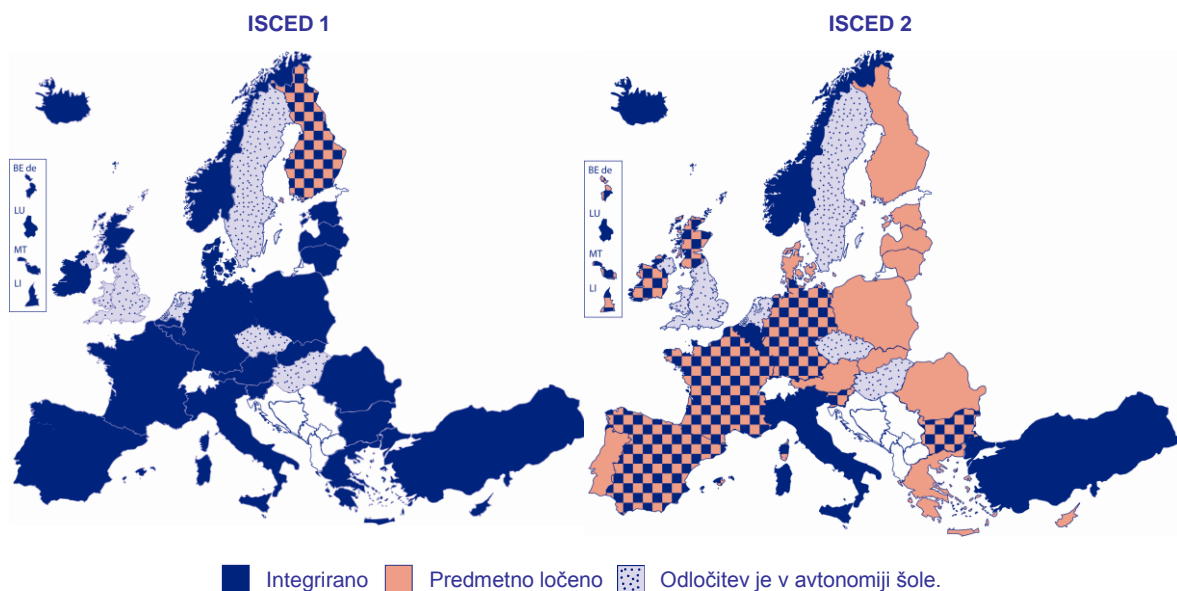 ISCED 1
ISCED 2
BE de
LU
MT
LI
BE de
LU
MT
LI
Integrirano
Predmetno ločeno
Odločitev je v avtonomiji šole.